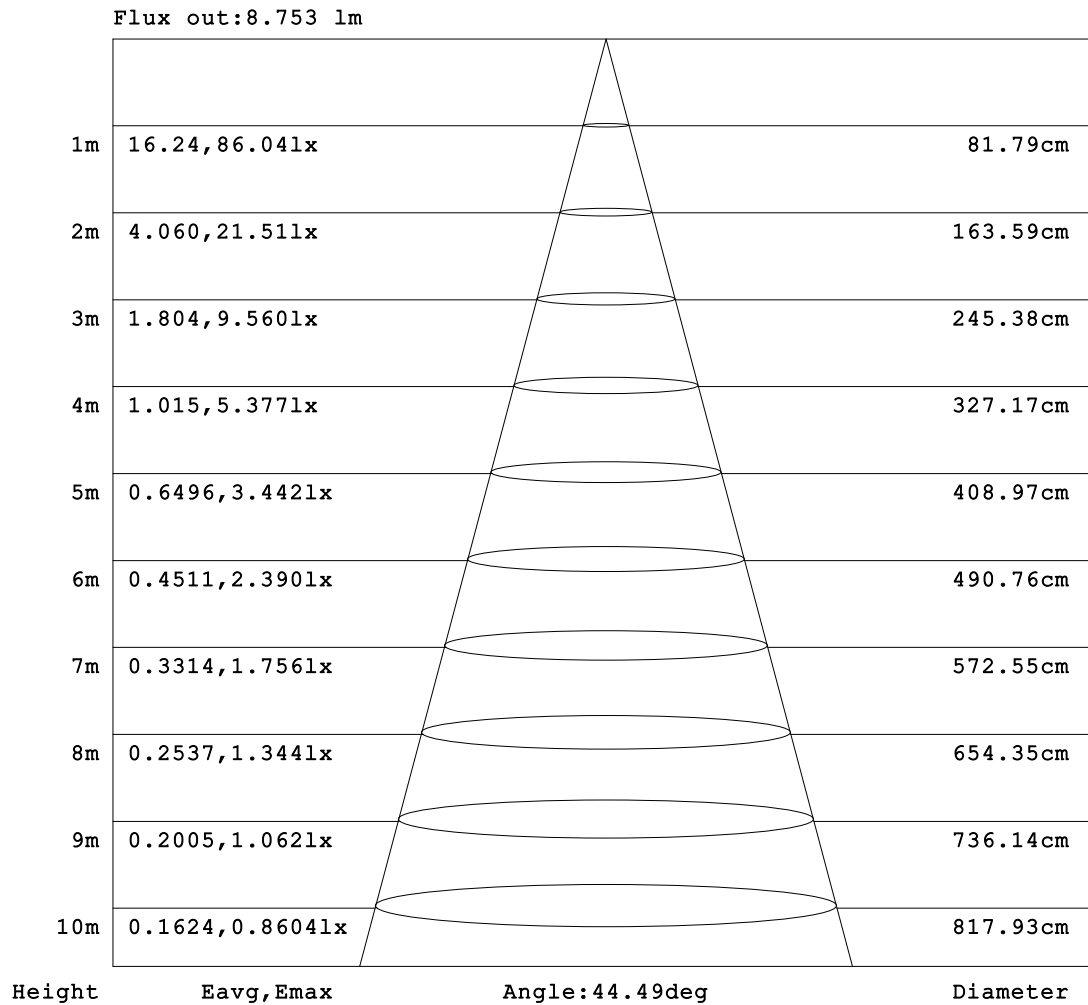 Flux out:8.753 lm
1m 16.24,86.04lx 81.79cm
2m 4.060,21.51lx 163.59cm
3m 1.804,9.560lx 245.38cm
4m 1.015,5.377lx 327.17cm
5m 0.6496,3.442lx 408.97cm
6m 0.4511,2.390lx 490.76cm
7m 0.3314,1.756lx 572.55cm
8m 0.2537,1.344lx 654.35cm
9m 0.2005,1.062lx 736.14cm
10m 0.1624,0.8604lx 817.93cm
Height Eavg,Emax Angle:44.49deg Diameter